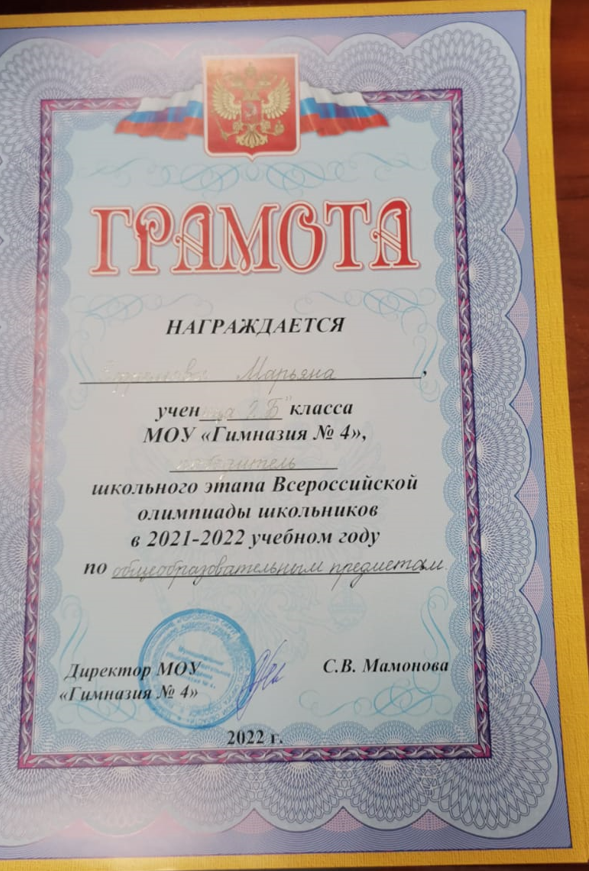 ГРАМОТА
НАГРАЖДАЕТСЯ
Марьяна,
ученица 3 "Б" класса
МОУ «Гимназия № 4»,
победитель
школьного этапа Всероссийской
олимпиады школьников
в 2021-2022 учебном году
по общеобразовательным предметам
Директор МОУ С.В. Мамонова
«Гимназия № 4»
2022 г.